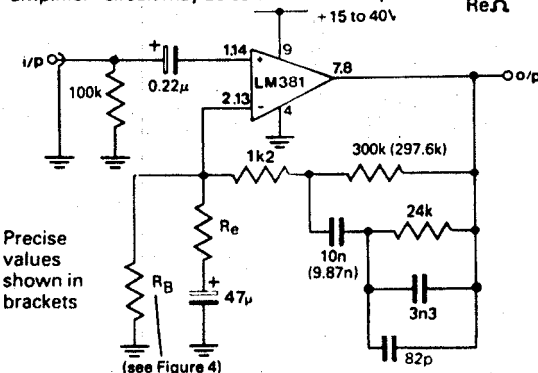 ReΩ
+ 15 to 40V
i/p
100k
+
0.22µ
1.14
+
9
LM381
7.8
o/p
2.13
-
4
1k2
300k (297.6k)
24k
10n
(9.87n)
3n3
82p
Re
+
47µ
RB
Precise
values
shown in
brackets
(see Figure 4)